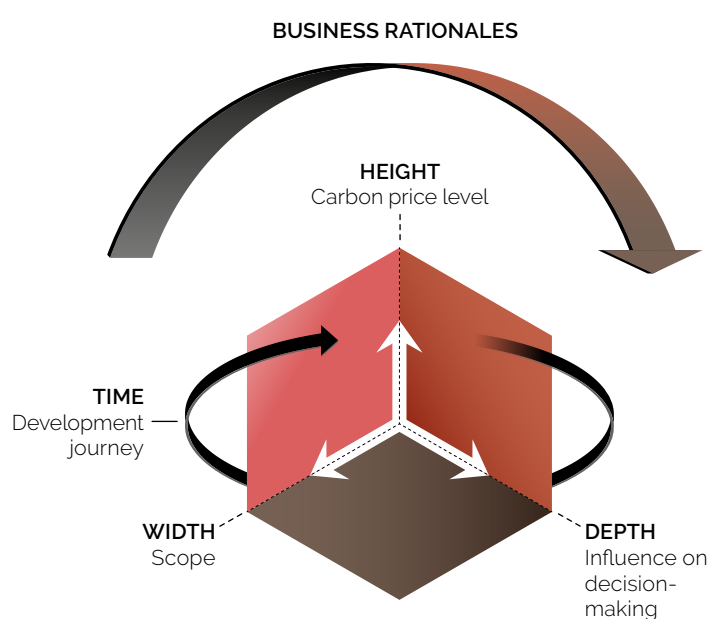 BUSINESS RATIONALES
HEIGHT
Carbon price level
TIME
Development
journey
WIDTH
Scope
DEPTH
Influence on
decision-
making